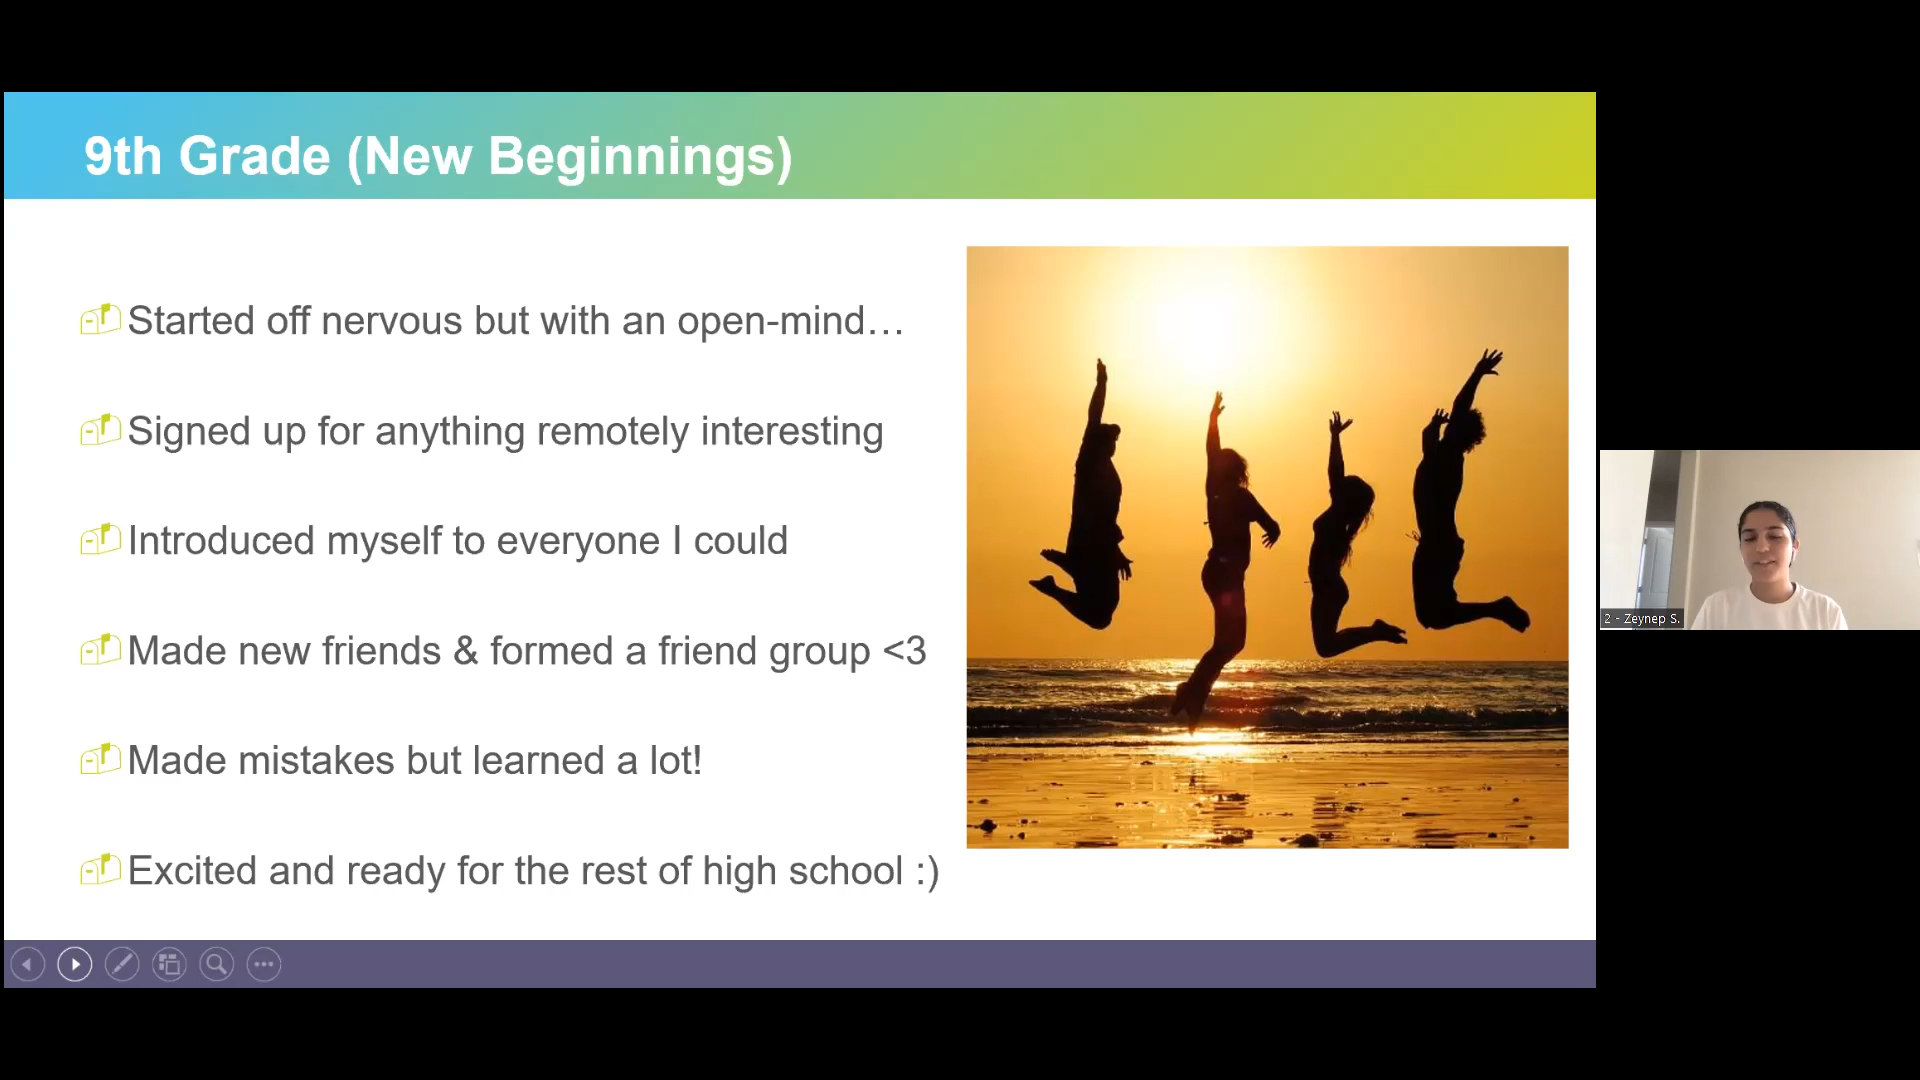 9th Grade (New Beginnings)
Started off nervous but with an open-mind…
Signed up for anything remotely interesting
Introduced myself to everyone I could
Made new friends & formed a friend group <3
Made mistakes but learned a lot!
Excited and ready for the rest of high school :)
2 - Zeynep S.